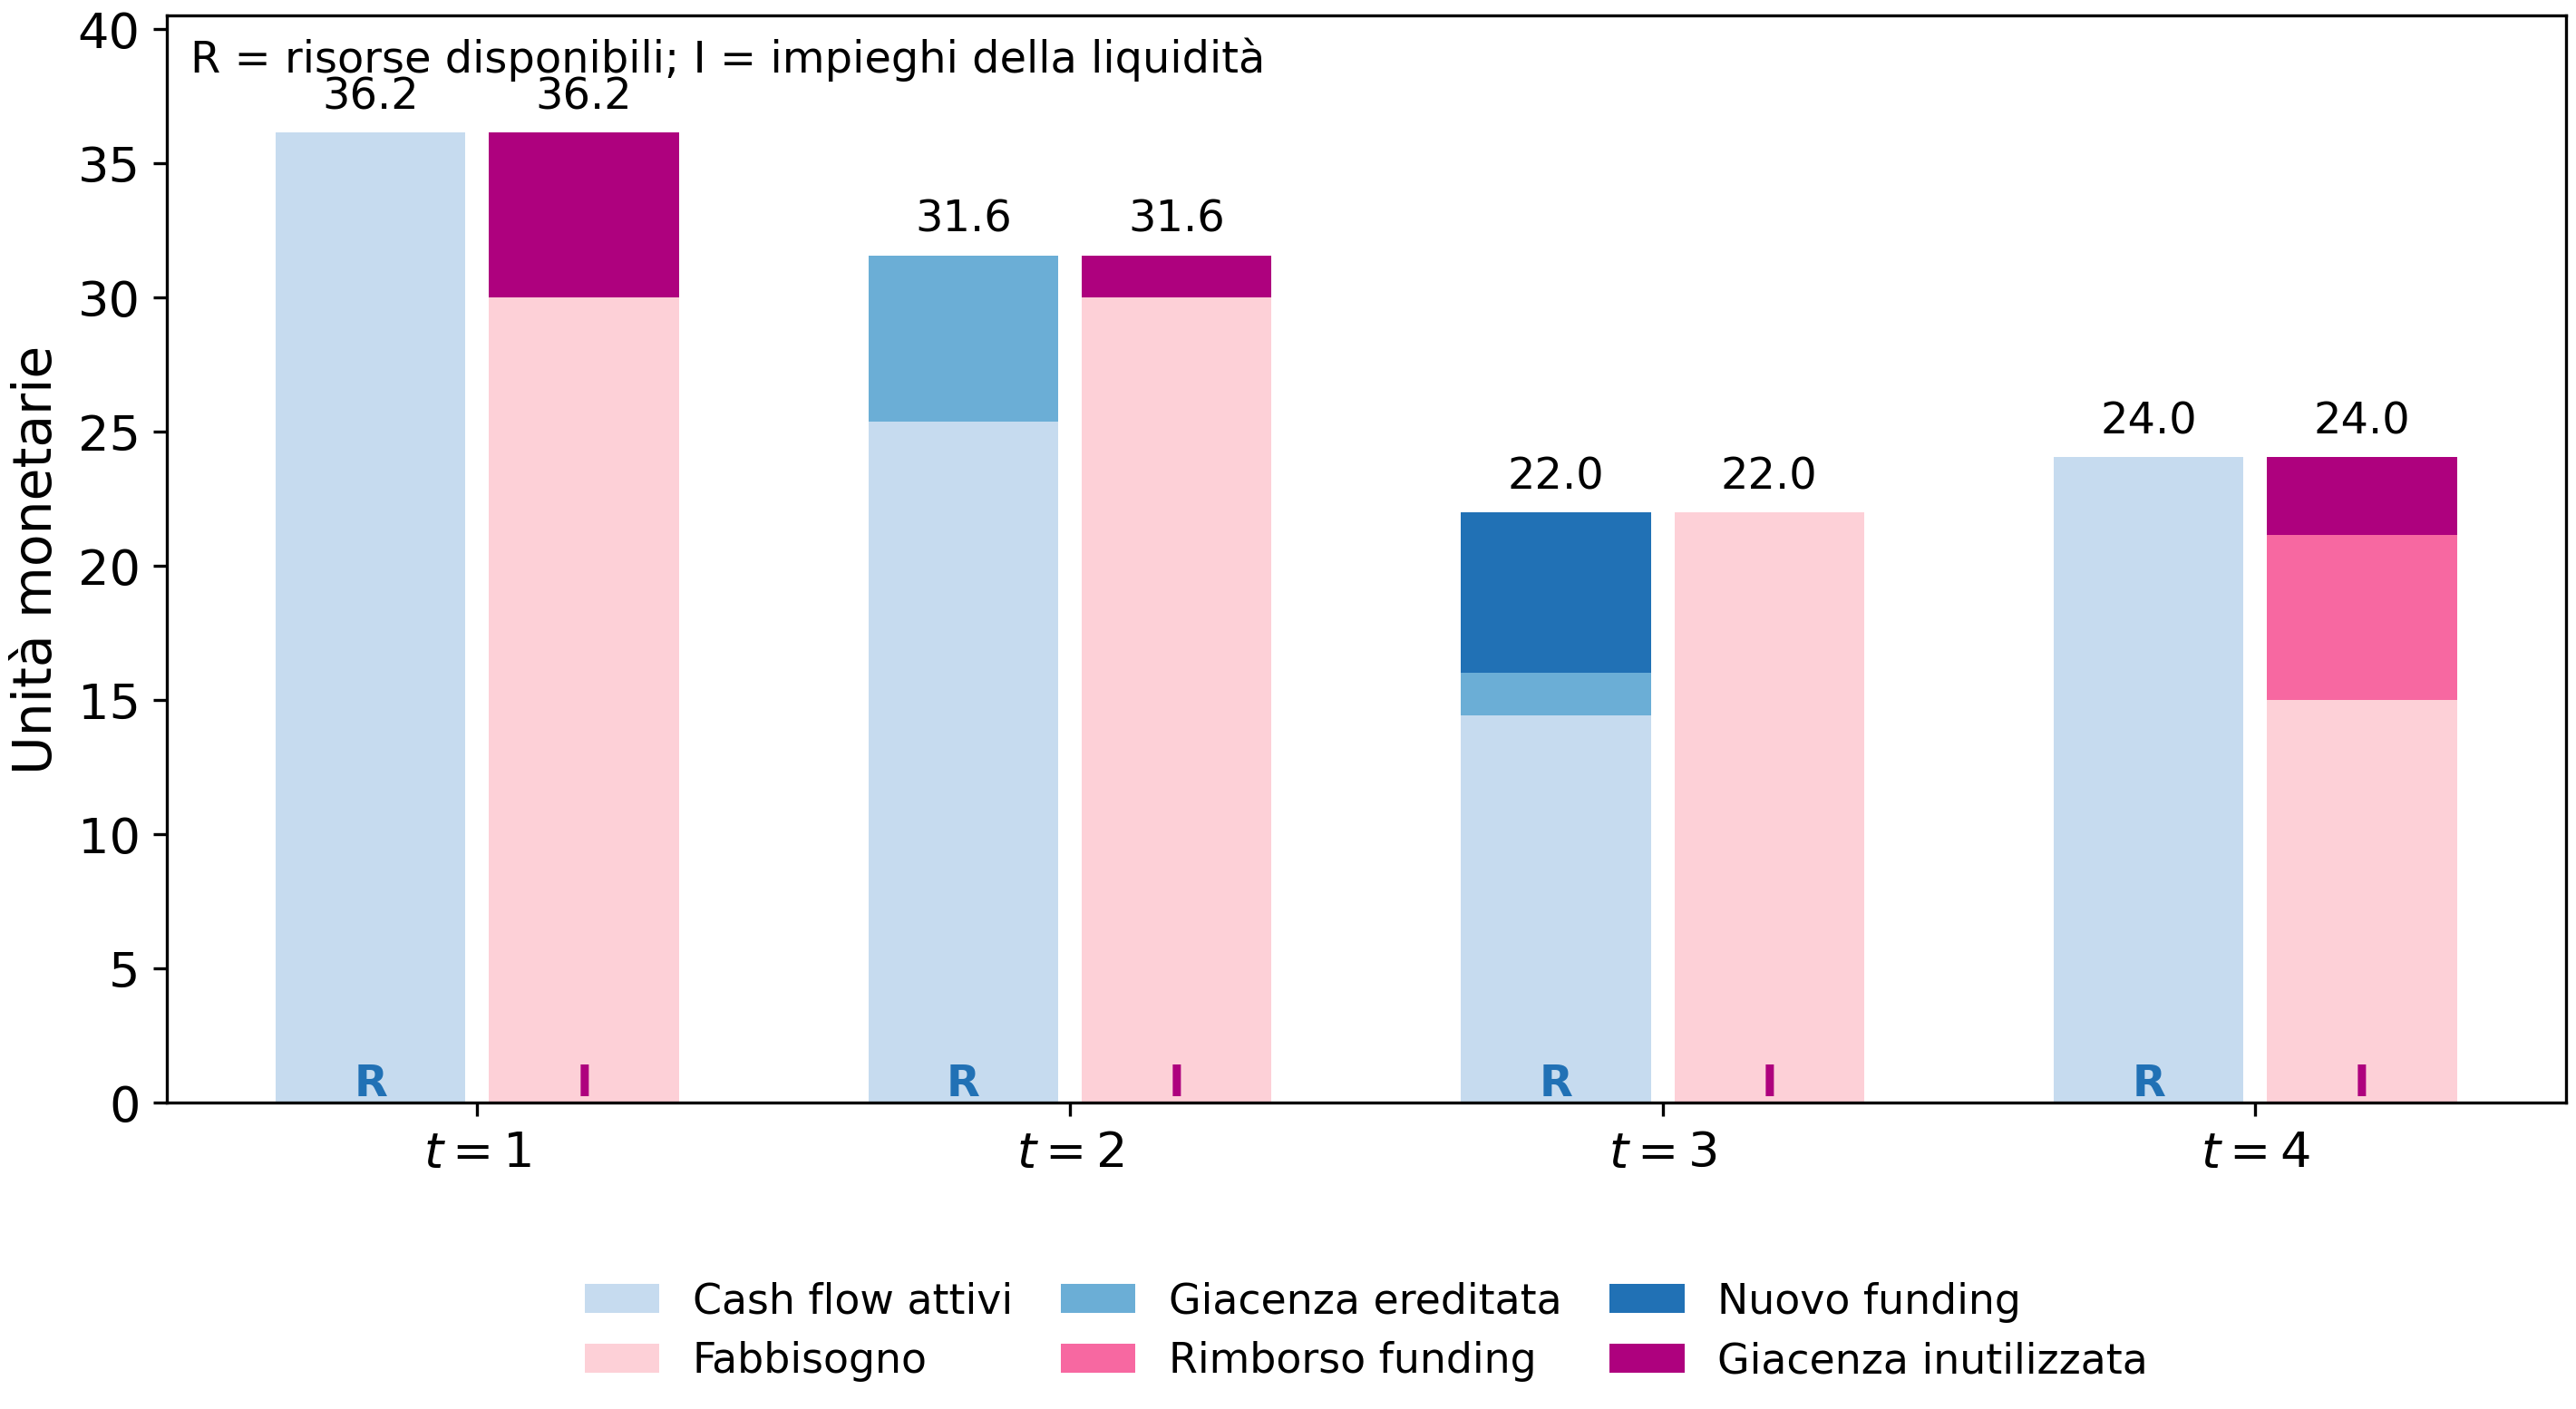 R = risorse disponibili; I = impieghi della liquidità
40
35
30
25
20
15
10
5
0
Unità monetarie
36.2 36.2
31.6 31.6
22.0 22.0
24.0 24.0
R I R I R I R I
t = 1 t = 2 t = 3 t = 4
Cash flow attivi Giacenza ereditata Nuovo funding
Fabbisogno Rimborso funding Giacenza inutilizzata